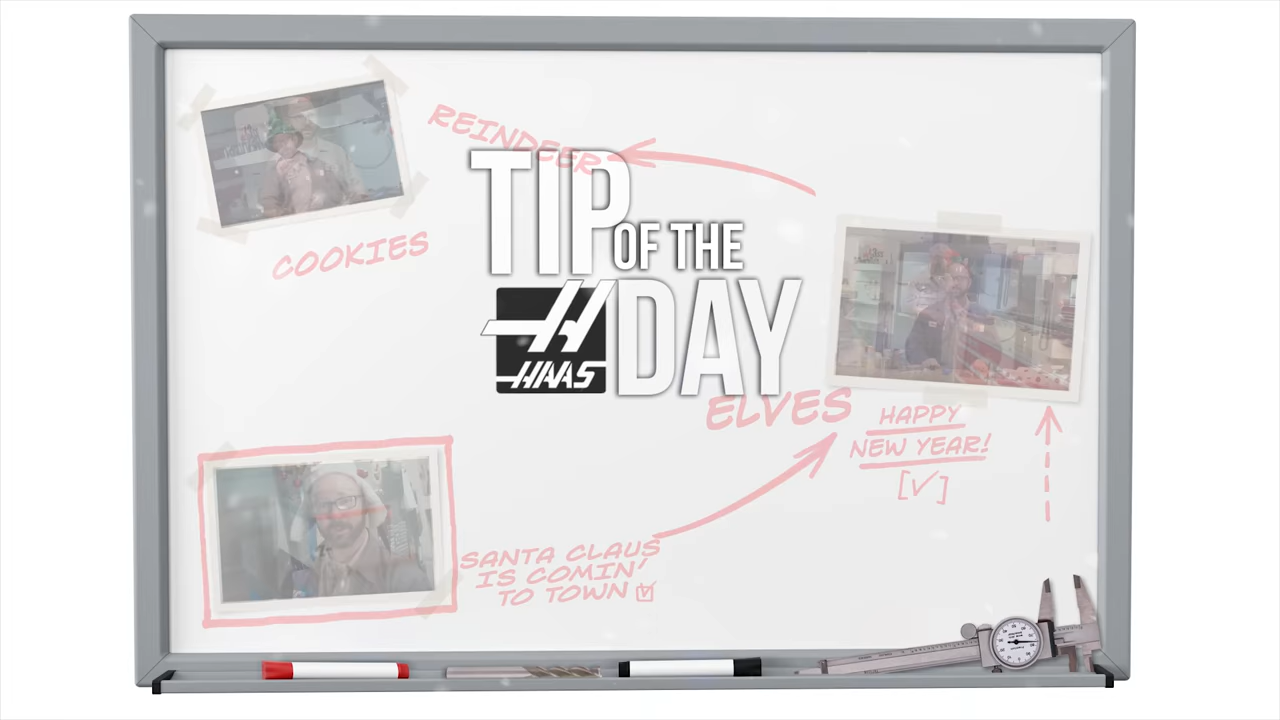 REINDEER
TIP
OF THE
DAY
HAAS
COOKIES
ELVES
HAPPY
NEW YEAR!
[✓]
SANTA CLAUS
IS COMIN'
TO TOWN ☑